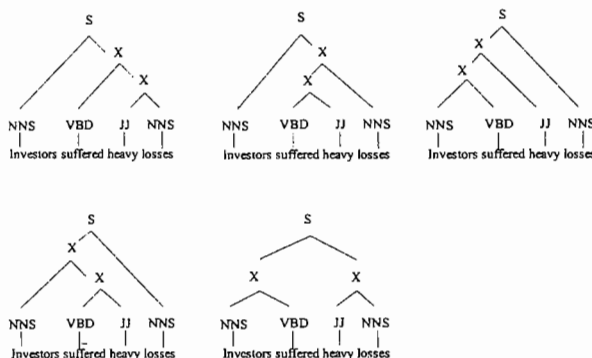 S S S
X X X
X X X
NNS VBD JJ NNS NNS VBD JJ NNS NNS VBD JJ NNS
Investors suffered heavy losses Investors suffered heavy losses Investors suffered heavy losses
S S
X
X X X
NNS VBD JJ NNS NNS VBD JJ NNS
Investors suffered heavy losses Investors suffered heavy losses